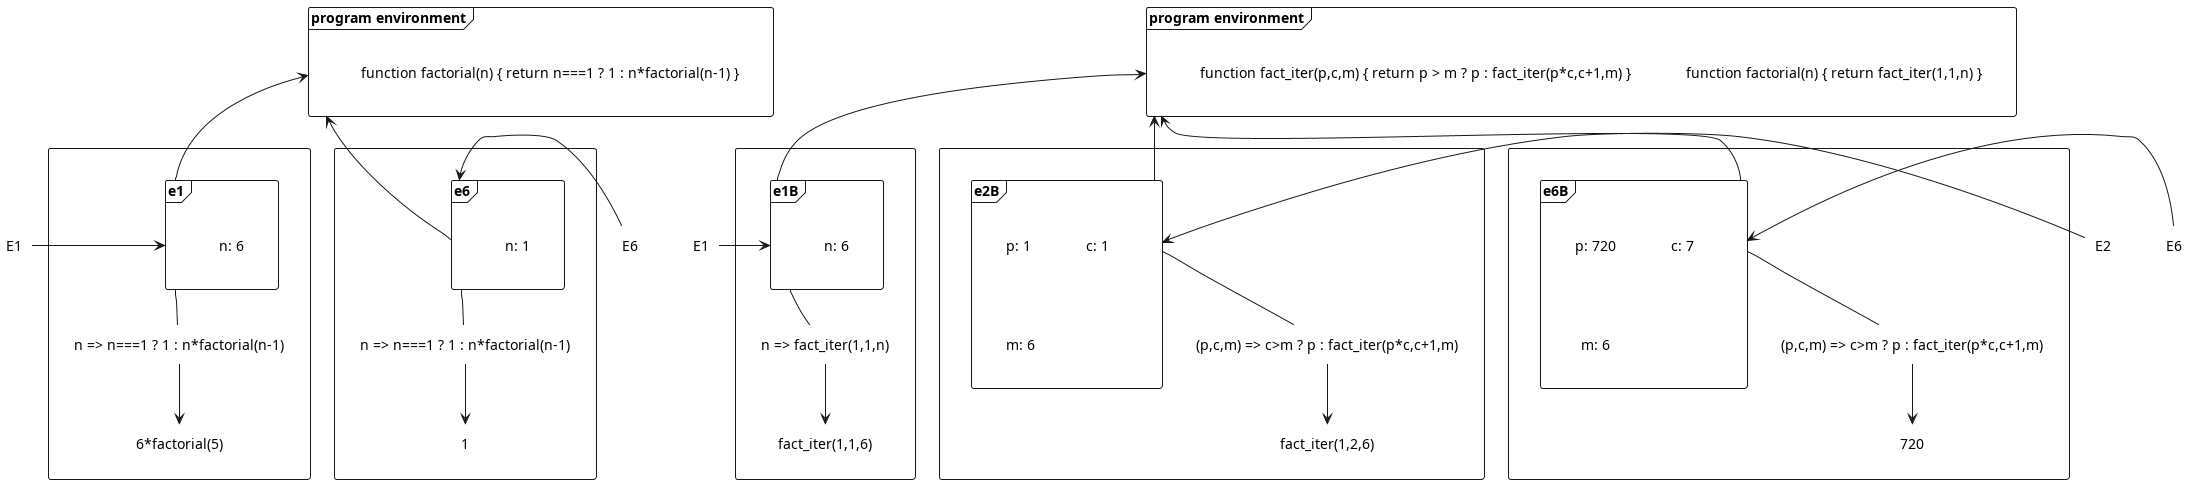 program environment
function factorial(n) { return n===1 ? 1 : n*factorial(n-1) }
program environment
function fact_iter(p,c,m) { return p > m ? p : fact_iter(p*c,c+1,m) }
function factorial(n) { return fact_iter(1,1,n) }
e1
e6
e1B
e2B
e6B
E1
n: 6
n: 1
E6
E1
n: 6
p: 1
c: 1
p: 720
c: 7
E2
E6
n => n===1 ? 1 : n*factorial(n-1)
n => n===1 ? 1 : n*factorial(n-1)
n => fact_iter(1,1,n)
m: 6
(p,c,m) => c>m ? p : fact_iter(p*c,c+1,m)
m: 6
(p,c,m) => c>m ? p : fact_iter(p*c,c+1,m)
6*factorial(5)
1
fact_iter(1,1,6)
fact_iter(1,2,6)
720